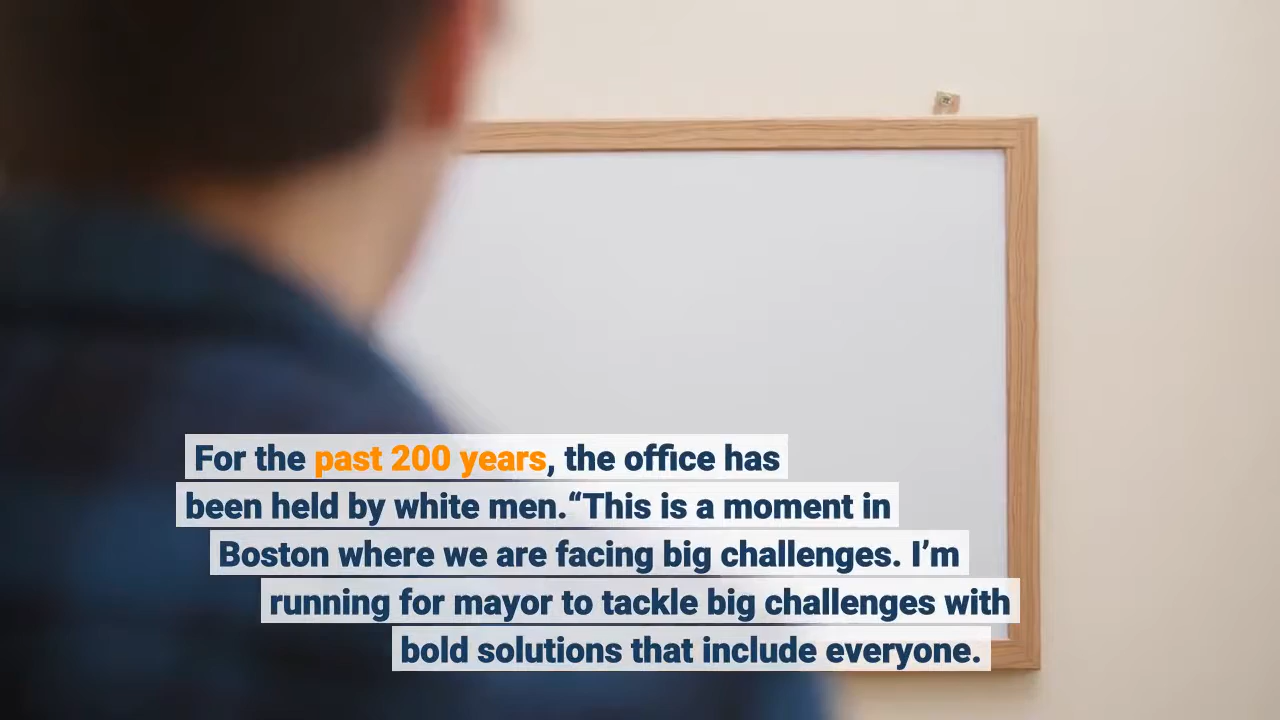 For the past 200 years, the office has
been held by white men.“This is a moment in
Boston where we are facing big challenges. I’m
running for mayor to tackle big challenges with
bold solutions that include everyone.